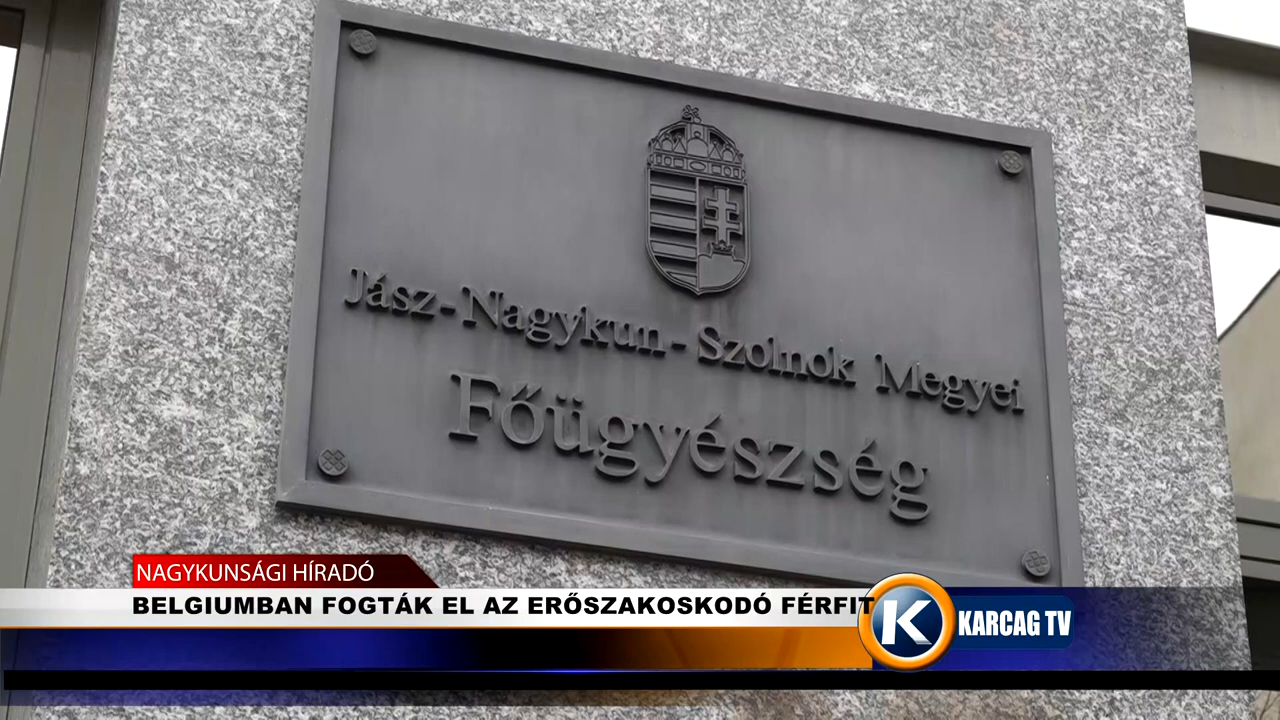 Jász-Nagykun-Szolnok Megyei
Főügyészség
NAGYKUNSÁGI HÍRADÓ
BELGIUMBAN FOGTÁK EL AZ ERŐSZAKOSKODÓ FÉRFIT
K KARCAG TV